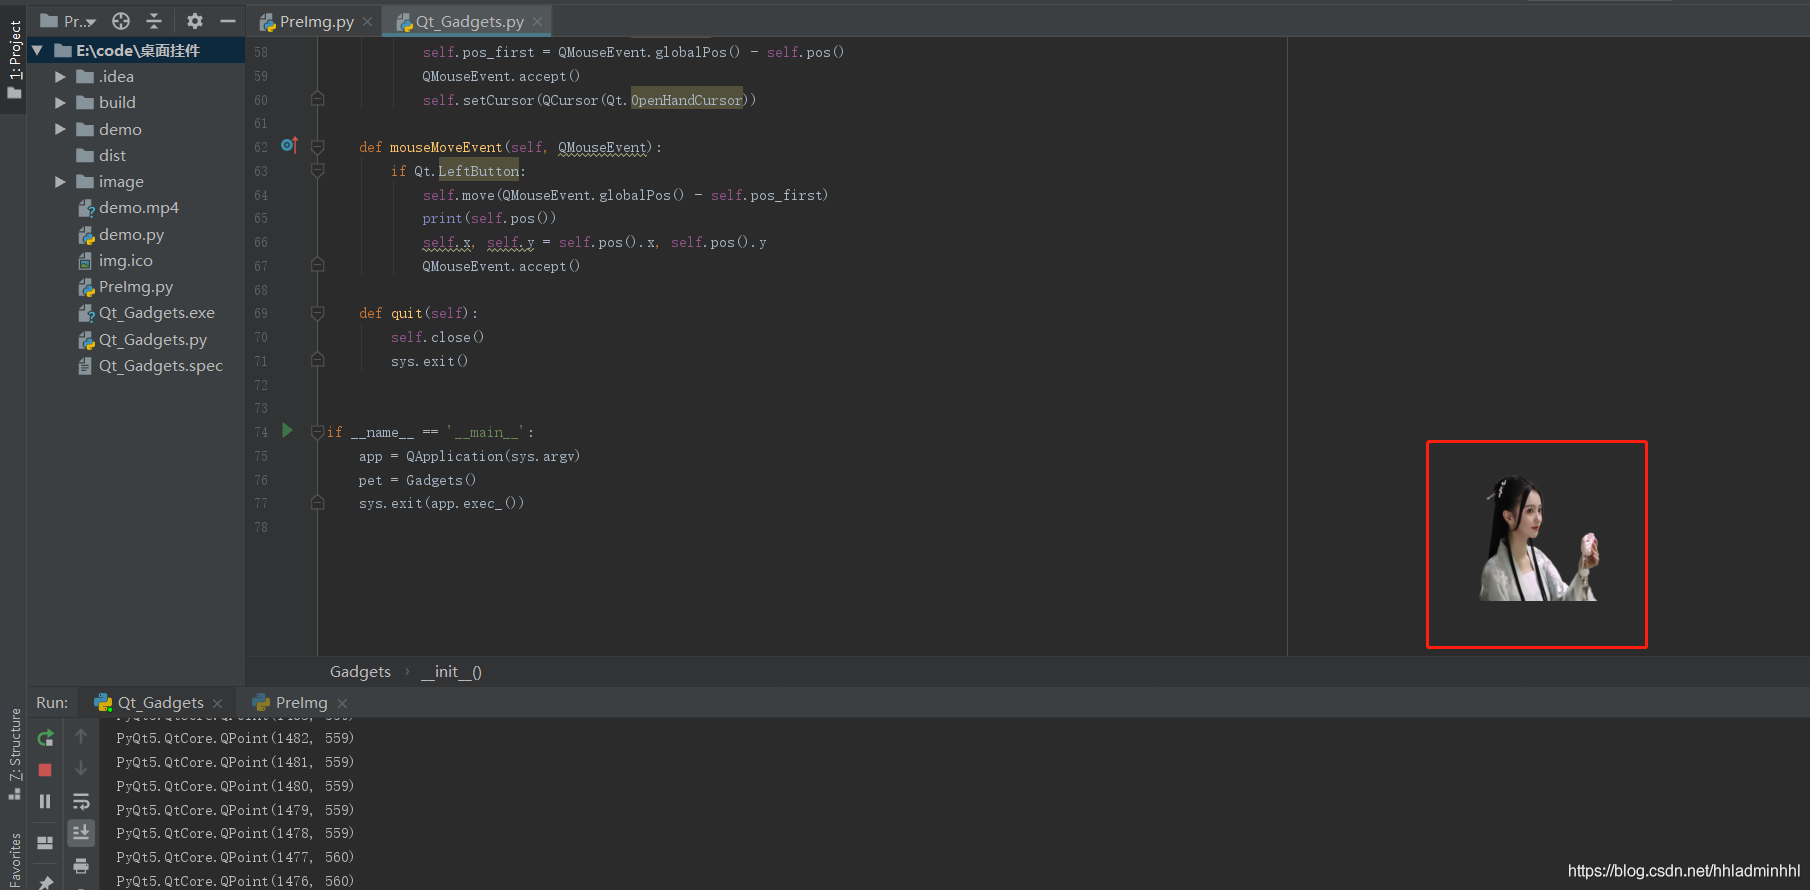 1: Project
Pr..
E:\code\桌面挂件
.idea
build
demo
dist
image
demo.mp4
demo.py
img.ico
PreImg.py
Qt_Gadgets.exe
Qt_Gadgets.py
Qt_Gadgets.spec
PreImg.py
Qt_Gadgets.py
58 self.pos_first = QMouseEvent.globalPos() - self.pos()
59 QMouseEvent.accept()
60 self.setCursor(QCursor(Qt.OpenHandCursor))
61
62 def mouseMoveEvent(self, QMouseEvent):
63 if Qt.LeftButton:
64 self.move(QMouseEvent.globalPos() - self.pos_first)
65 print(self.pos())
66 self.x, self.y = self.pos().x, self.pos().y
67 QMouseEvent.accept()
68
69 def quit(self):
70 self.close()
71 sys.exit()
72
73
74 if __name__ == '__main__':
75 app = QApplication(sys.argv)
76 pet = Gadgets()
77 sys.exit(app.exec_())
78
Gadgets › __init__()
Run: Qt_Gadgets PreImg
PyQt5.QtCore.QPoint(1482, 559)
PyQt5.QtCore.QPoint(1481, 559)
PyQt5.QtCore.QPoint(1480, 559)
PyQt5.QtCore.QPoint(1479, 559)
PyQt5.QtCore.QPoint(1478, 559)
PyQt5.QtCore.QPoint(1477, 560)
PyQt5.QtCore.QPoint(1476, 560)
7: Structure
Favorites
https://blog.csdn.net/hhladminhhl